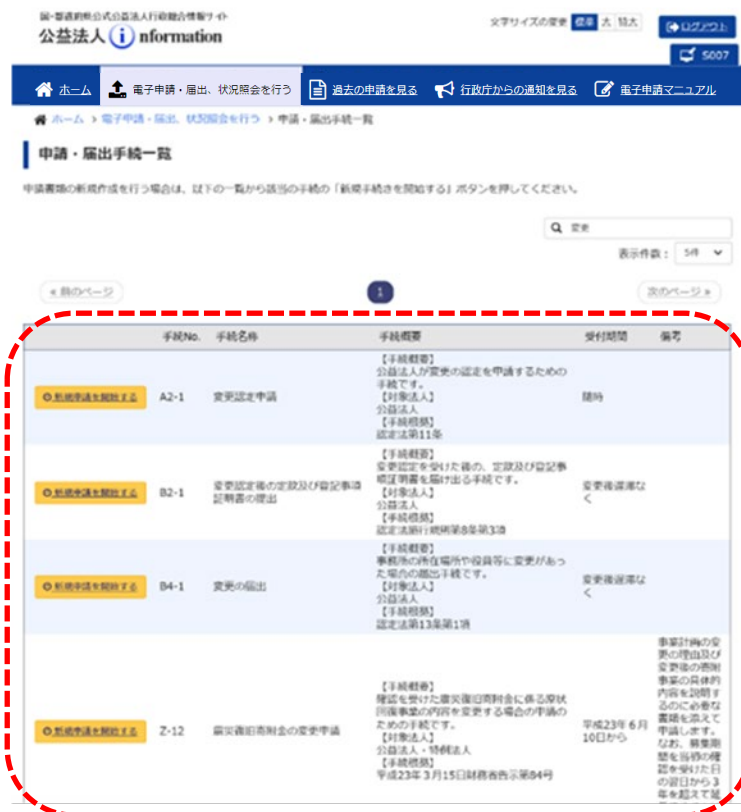 国・都道府県公式公益法人行政総合情報サイト
公益法人 information
文字サイズの変更 標準 大 特大
ログアウト
S007
ホーム 電子申請・届出、状況照会を行う 過去の申請を見る 行政庁からの通知を見る 電子申請マニュアル
ホーム > 電子申請・届出、状況照会を行う > 申請・届出手続一覧
申請・届出手続一覧
申請書類の新規作成を行う場合は、以下の一覧から該当の手続の「新規手続きを開始する」ボタンを押してください。
変更
表示件数： 5件
« 前のページ 1 次のページ »
手続No. 手続名称 手続概要 受付期間 備考
新規申請を開始する A2-1 変更認定申請
【手続概要】
公益法人が変更の認定を申請するための
手続です。
【対象法人】
公益法人
【手続根拠】
認定法第11条
随時
新規申請を開始する B2-1
変更認定後の定款及び登記事項
証明書の提出
【手続概要】
変更認定を受けた後の、定款及び登記事
項証明書を届け出る手続です。
【対象法人】
公益法人
【手続根拠】
認定法施行規則第8条第3項
変更後遅滞な
く
新規申請を開始する B4-1 変更の届出
【手続概要】
事務所の所在場所や役員等に変更があっ
た場合の届出手続です。
【対象法人】
公益法人
【手続根拠】
認定法第13条第1項
変更後遅滞な
く
新規申請を開始する Z-12 震災復旧寄附金の変更申請
【手続概要】
確認を受けた震災復旧寄附金に係る原状
回復事業の内容を変更する場合の申請の
ための手続です。
【対象法人】
公益法人・特例法人
【手続根拠】
平成23年3月15日財務省告示第84号
平成23年6月
10日から
事業計画の変
更の理由及び
変更後の寄附
事業の具体的
内容を説明す
るのに必要な
書類を添えて
申請します。
なお、募集期
間を当初の確
認を受けた日
の翌日から3
年を超えて延